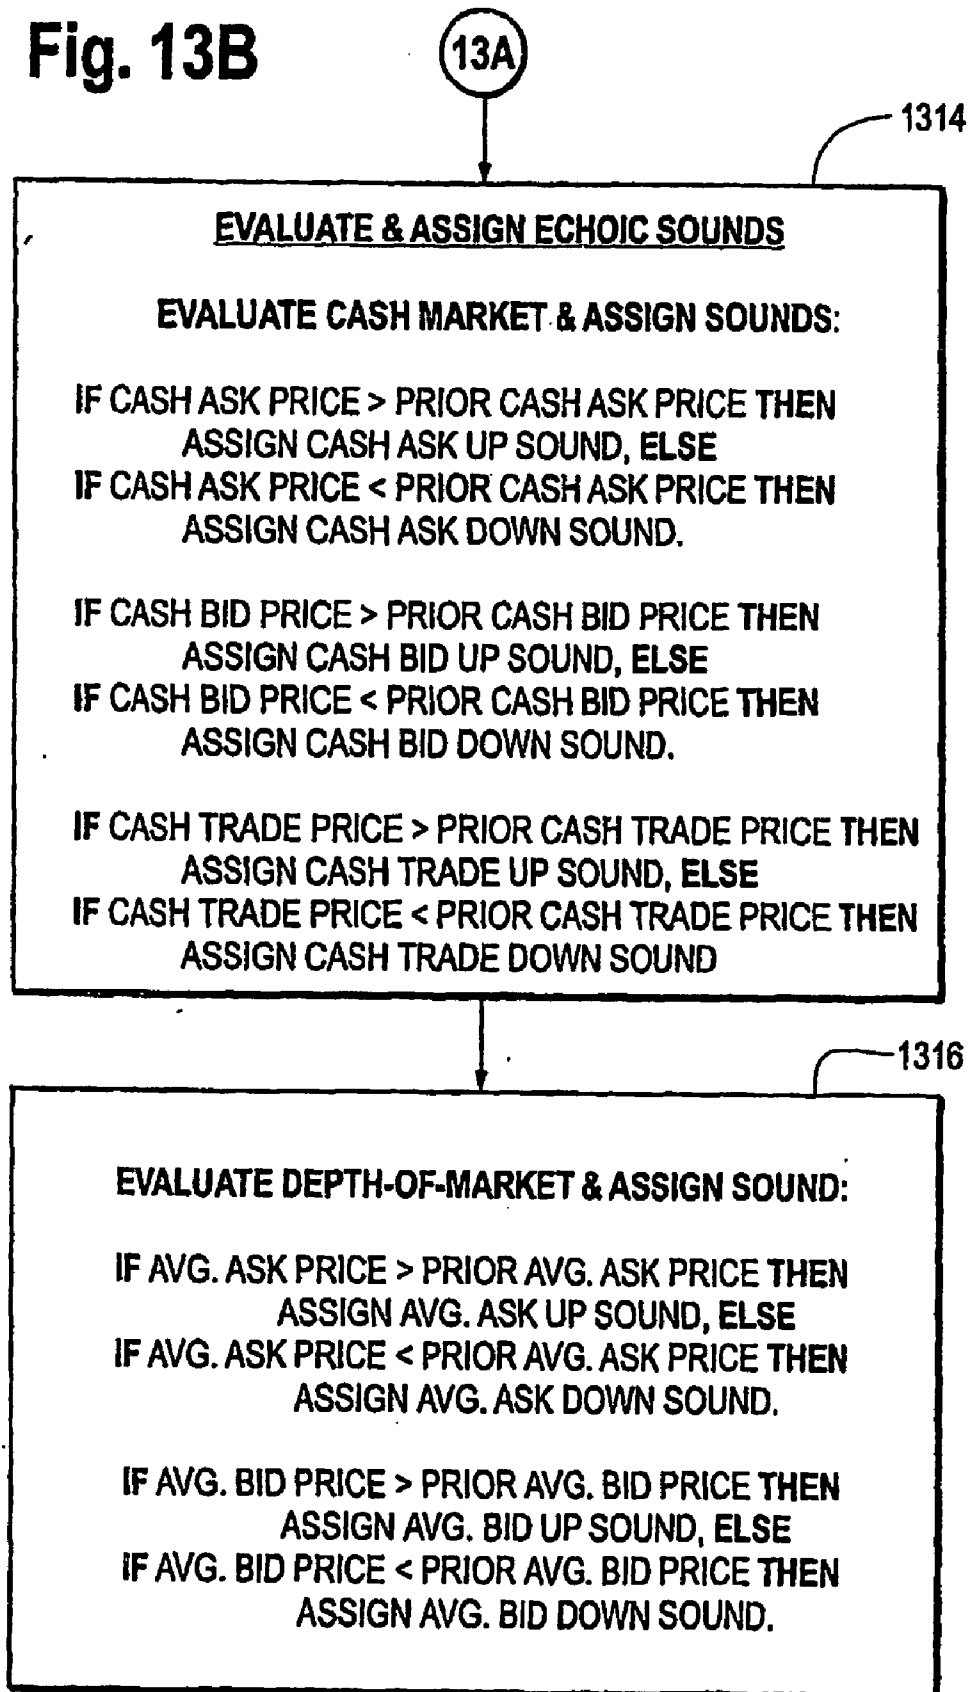 Fig. 13B
13A
1314
EVALUATE & ASSIGN ECHOIC SOUNDS
EVALUATE CASH MARKET & ASSIGN SOUNDS:
IF CASH ASK PRICE > PRIOR CASH ASK PRICE THEN
ASSIGN CASH ASK UP SOUND, ELSE
IF CASH ASK PRICE < PRIOR CASH ASK PRICE THEN
ASSIGN CASH ASK DOWN SOUND.
IF CASH BID PRICE > PRIOR CASH BID PRICE THEN
ASSIGN CASH BID UP SOUND, ELSE
IF CASH BID PRICE < PRIOR CASH BID PRICE THEN
ASSIGN CASH BID DOWN SOUND.
IF CASH TRADE PRICE > PRIOR CASH TRADE PRICE THEN
ASSIGN CASH TRADE UP SOUND, ELSE
IF CASH TRADE PRICE < PRIOR CASH TRADE PRICE THEN
ASSIGN CASH TRADE DOWN SOUND
1316
EVALUATE DEPTH-OF-MARKET & ASSIGN SOUND:
IF AVG. ASK PRICE > PRIOR AVG. ASK PRICE THEN
ASSIGN AVG. ASK UP SOUND, ELSE
IF AVG. ASK PRICE < PRIOR AVG. ASK PRICE THEN
ASSIGN AVG. ASK DOWN SOUND.
IF AVG. BID PRICE > PRIOR AVG. BID PRICE THEN
ASSIGN AVG. BID UP SOUND, ELSE
IF AVG. BID PRICE < PRIOR AVG. BID PRICE THEN
ASSIGN AVG. BID DOWN SOUND.